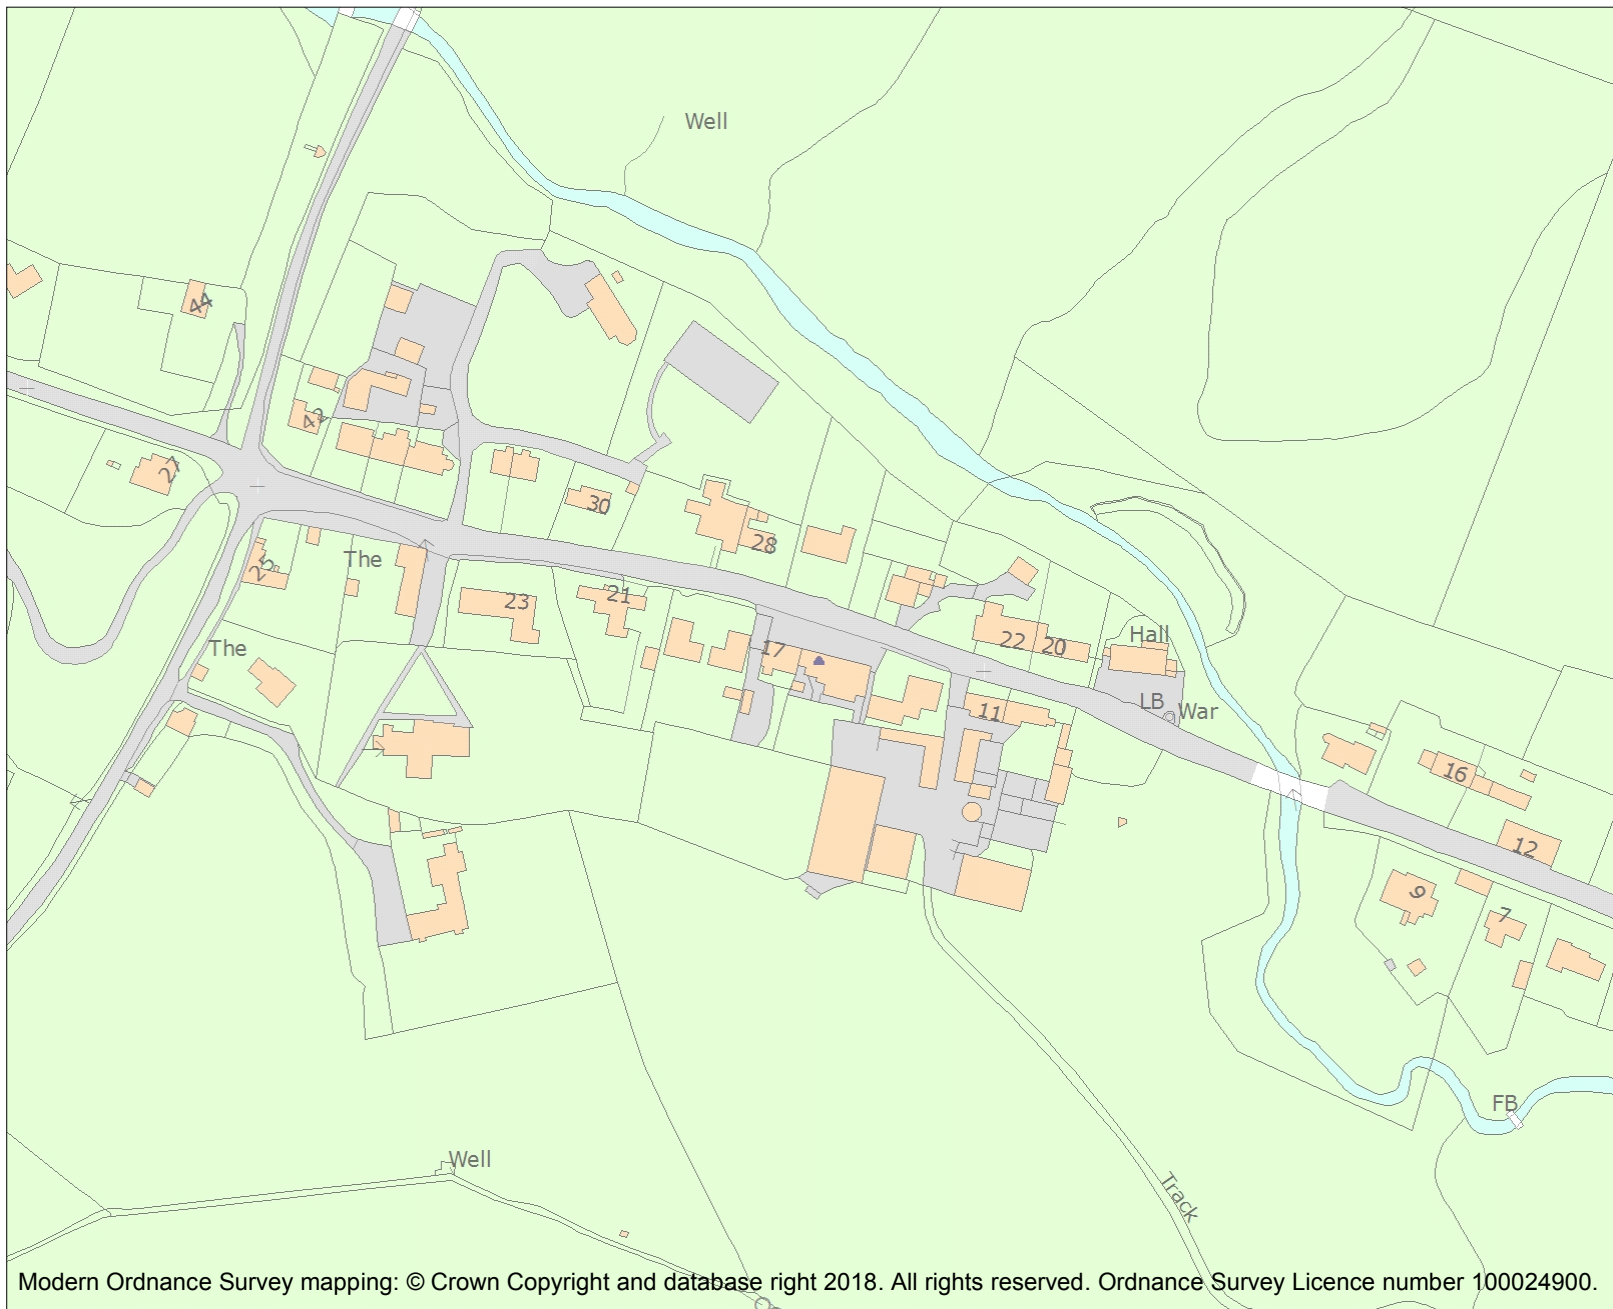 Well
44
42
27
30
28
25
The
23
21
The
17
22
20
Hall
LB
War
11
16
12
9
7
FB
Well
Track
Modern Ordnance Survey mapping: © Crown Copyright and database right 2018. All rights reserved. Ordnance Survey Licence number 100024900.